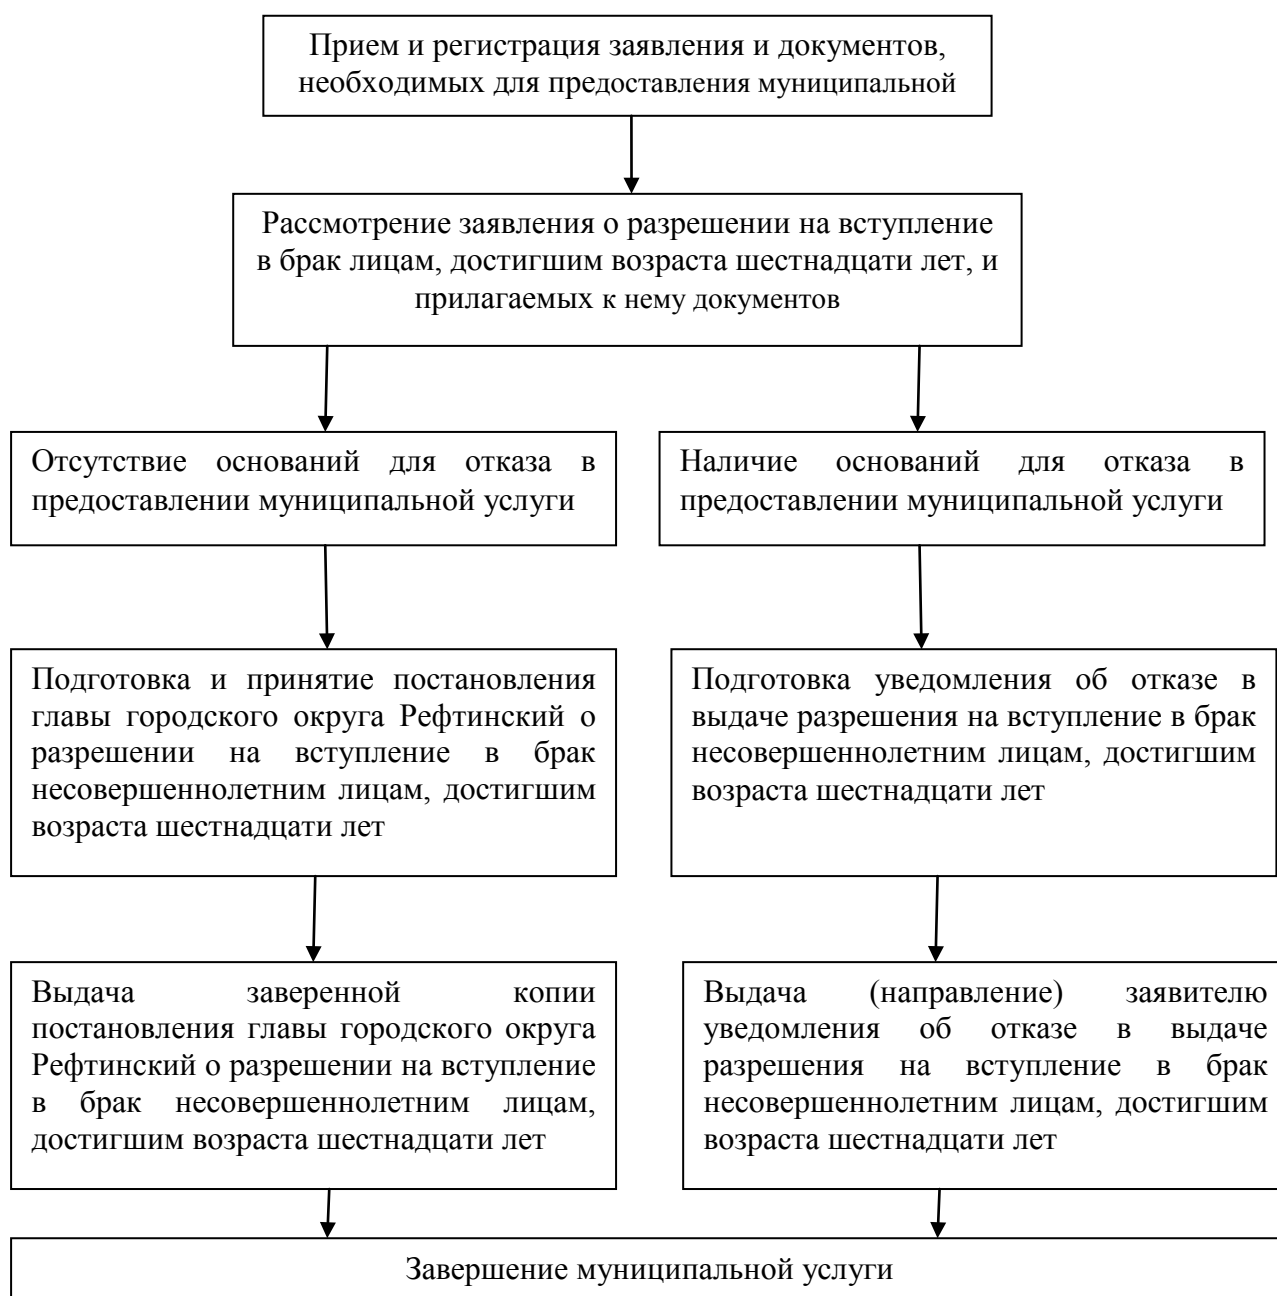 Прием и регистрация заявления и документов,
необходимых для предоставления муниципальной
Рассмотрение заявления о разрешении на вступление
в брак лицам, достигшим возраста шестнадцати лет, и
прилагаемых к нему документов
Отсутствие оснований для отказа в
предоставлении муниципальной услуги
Наличие оснований для отказа в
предоставлении муниципальной услуги
Подготовка и принятие постановления
главы городского округа Рефтинский о
разрешении на вступление в брак
несовершеннолетним лицам, достигшим
возраста шестнадцати лет
Подготовка уведомления об отказе в
выдаче разрешения на вступление в брак
несовершеннолетним лицам, достигшим
возраста шестнадцати лет
Выдача заверенной копии
постановления главы городского округа
Рефтинский о разрешении на вступление
в брак несовершеннолетним лицам,
достигшим возраста шестнадцати лет
Выдача (направление) заявителю
уведомления об отказе в выдаче
разрешения на вступление в брак
несовершеннолетним лицам, достигшим
возраста шестнадцати лет
Завершение муниципальной услуги